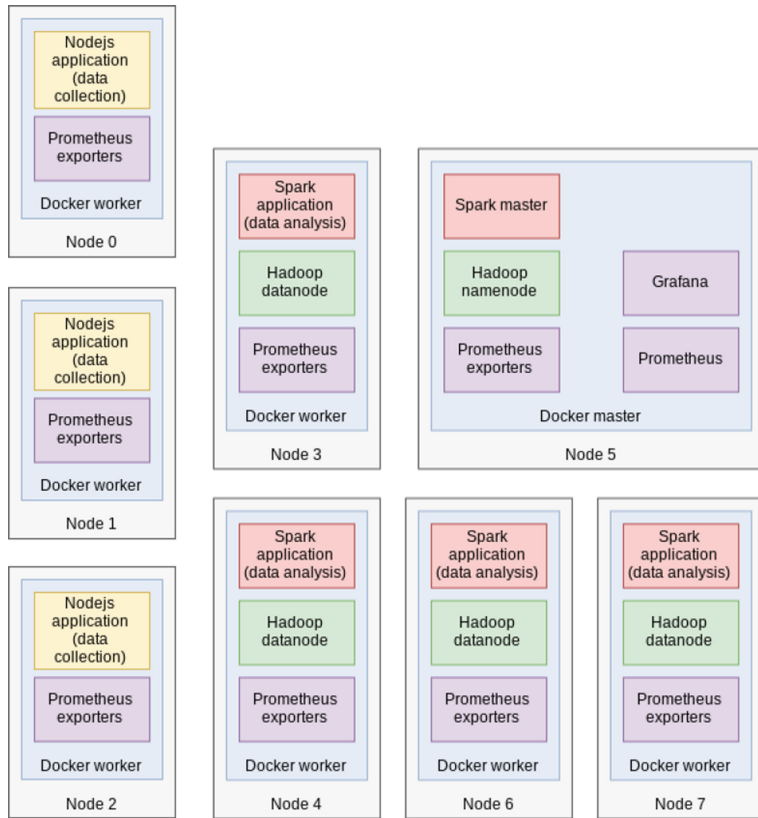 Nodejs
application
(data
collection)
Prometheus
exporters
Docker worker
Node 0
Nodejs
application
(data
collection)
Prometheus
exporters
Docker worker
Node 1
Nodejs
application
(data
collection)
Prometheus
exporters
Docker worker
Node 2
Spark
application
(data analysis)
Hadoop
datanode
Prometheus
exporters
Docker worker
Node 3
Spark master
Hadoop
namenode
Grafana
Prometheus
exporters
Prometheus
Docker master
Node 5
Spark
application
(data analysis)
Hadoop
datanode
Prometheus
exporters
Docker worker
Node 4
Spark
application
(data analysis)
Hadoop
datanode
Prometheus
exporters
Docker worker
Node 6
Spark
application
(data analysis)
Hadoop
datanode
Prometheus
exporters
Docker worker
Node 7